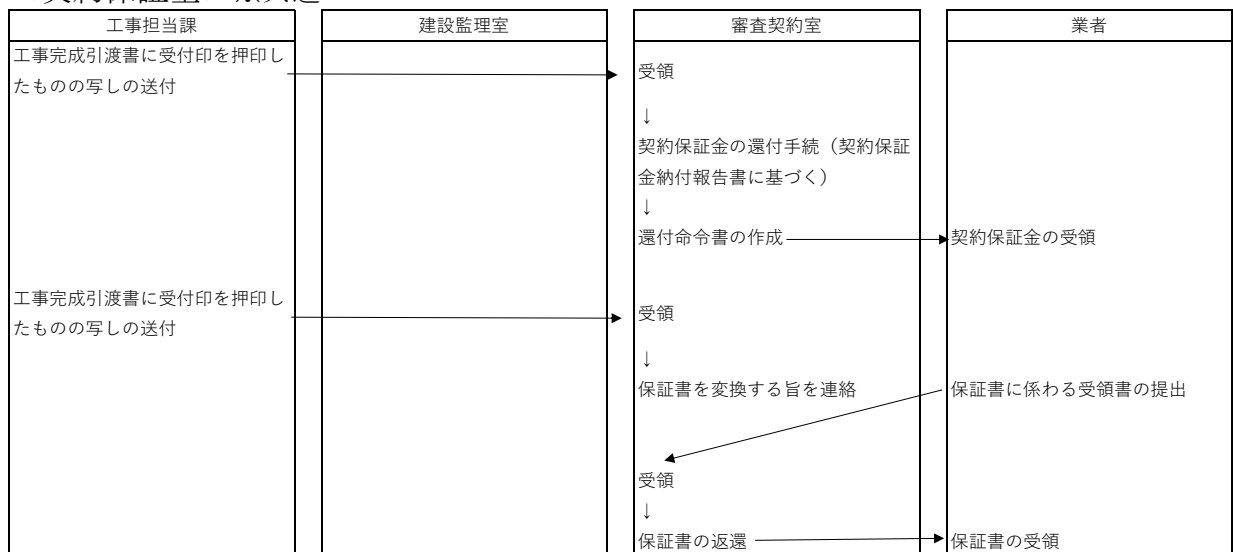 工事担当課
建設監理室
審査契約室
業者
工事完成引渡書に受付印を押印し
たものの写しの送付
受領
↓
契約保証金の還付手続（契約保証
金納付報告書に基づく）
↓
還付命令書の作成
契約保証金の受領
工事完成引渡書に受付印を押印し
たものの写しの送付
受領
↓
保証書を変換する旨を連絡
保証書に係わる受領書の提出
受領
↓
保証書の返還
保証書の受領